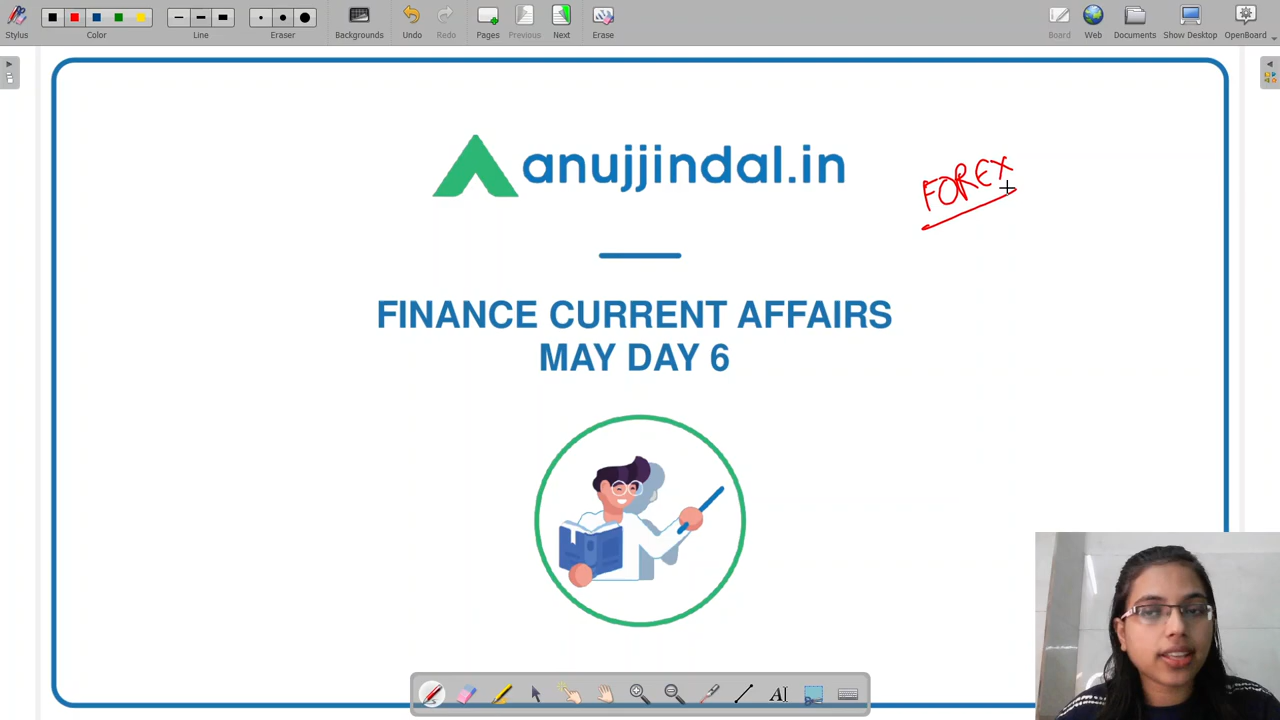 Stylus
Color
Line
Eraser
Backgrounds
Undo
Redo
Pages
Previous
Next
Erase
Board
Web
Documents
Show Desktop
OpenBoard
anujjindal.in
FOREX
FINANCE CURRENT AFFAIRS
MAY DAY 6
AI